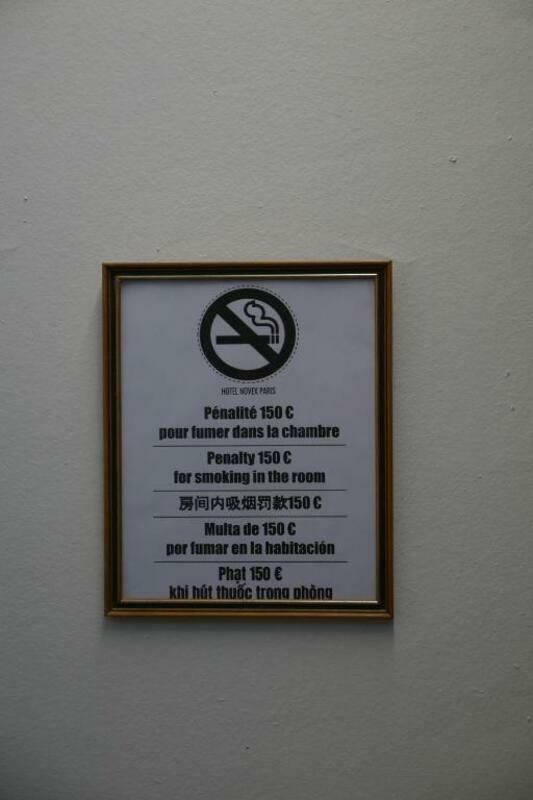 HOTEL NOVEX PARIS
Pénalité 150 €
pour fumer dans la chambre
Penalty 150 €
for smoking in the room
房间内吸烟罚款150 €
Multa de 150 €
por fumar en la habitación
Phạt 150 €
khi hút thuốc trong phòng